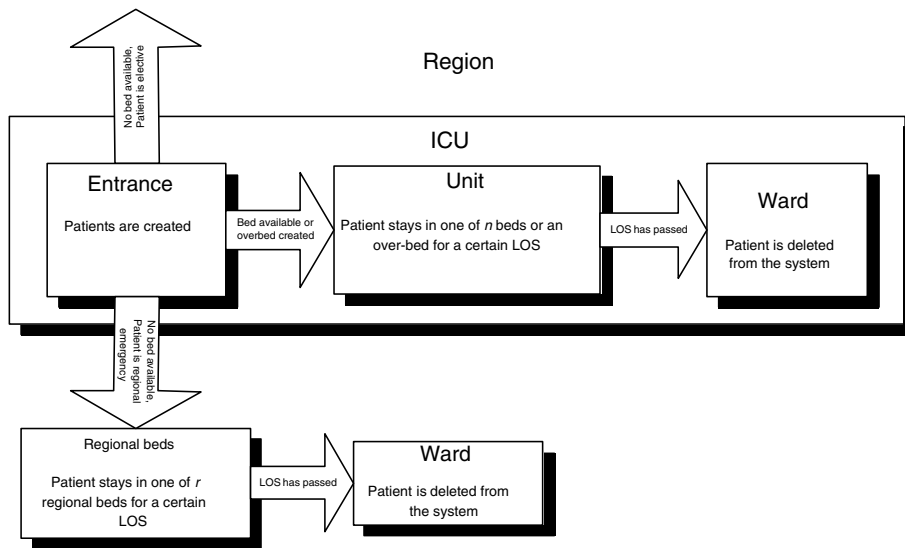 No bed available,
Patient is elective
Region
ICU
Entrance
Patients are created
Bed available or
overbed created
Unit
Patient stays in one of n beds or an
over-bed for a certain LOS
LOS has passed
Ward
Patient is deleted
from the system
No bed available,
Patient is regional
emergency
Regional beds
Patient stays in one of r
regional beds for a certain
LOS
LOS has passed
Ward
Patient is deleted from
the system